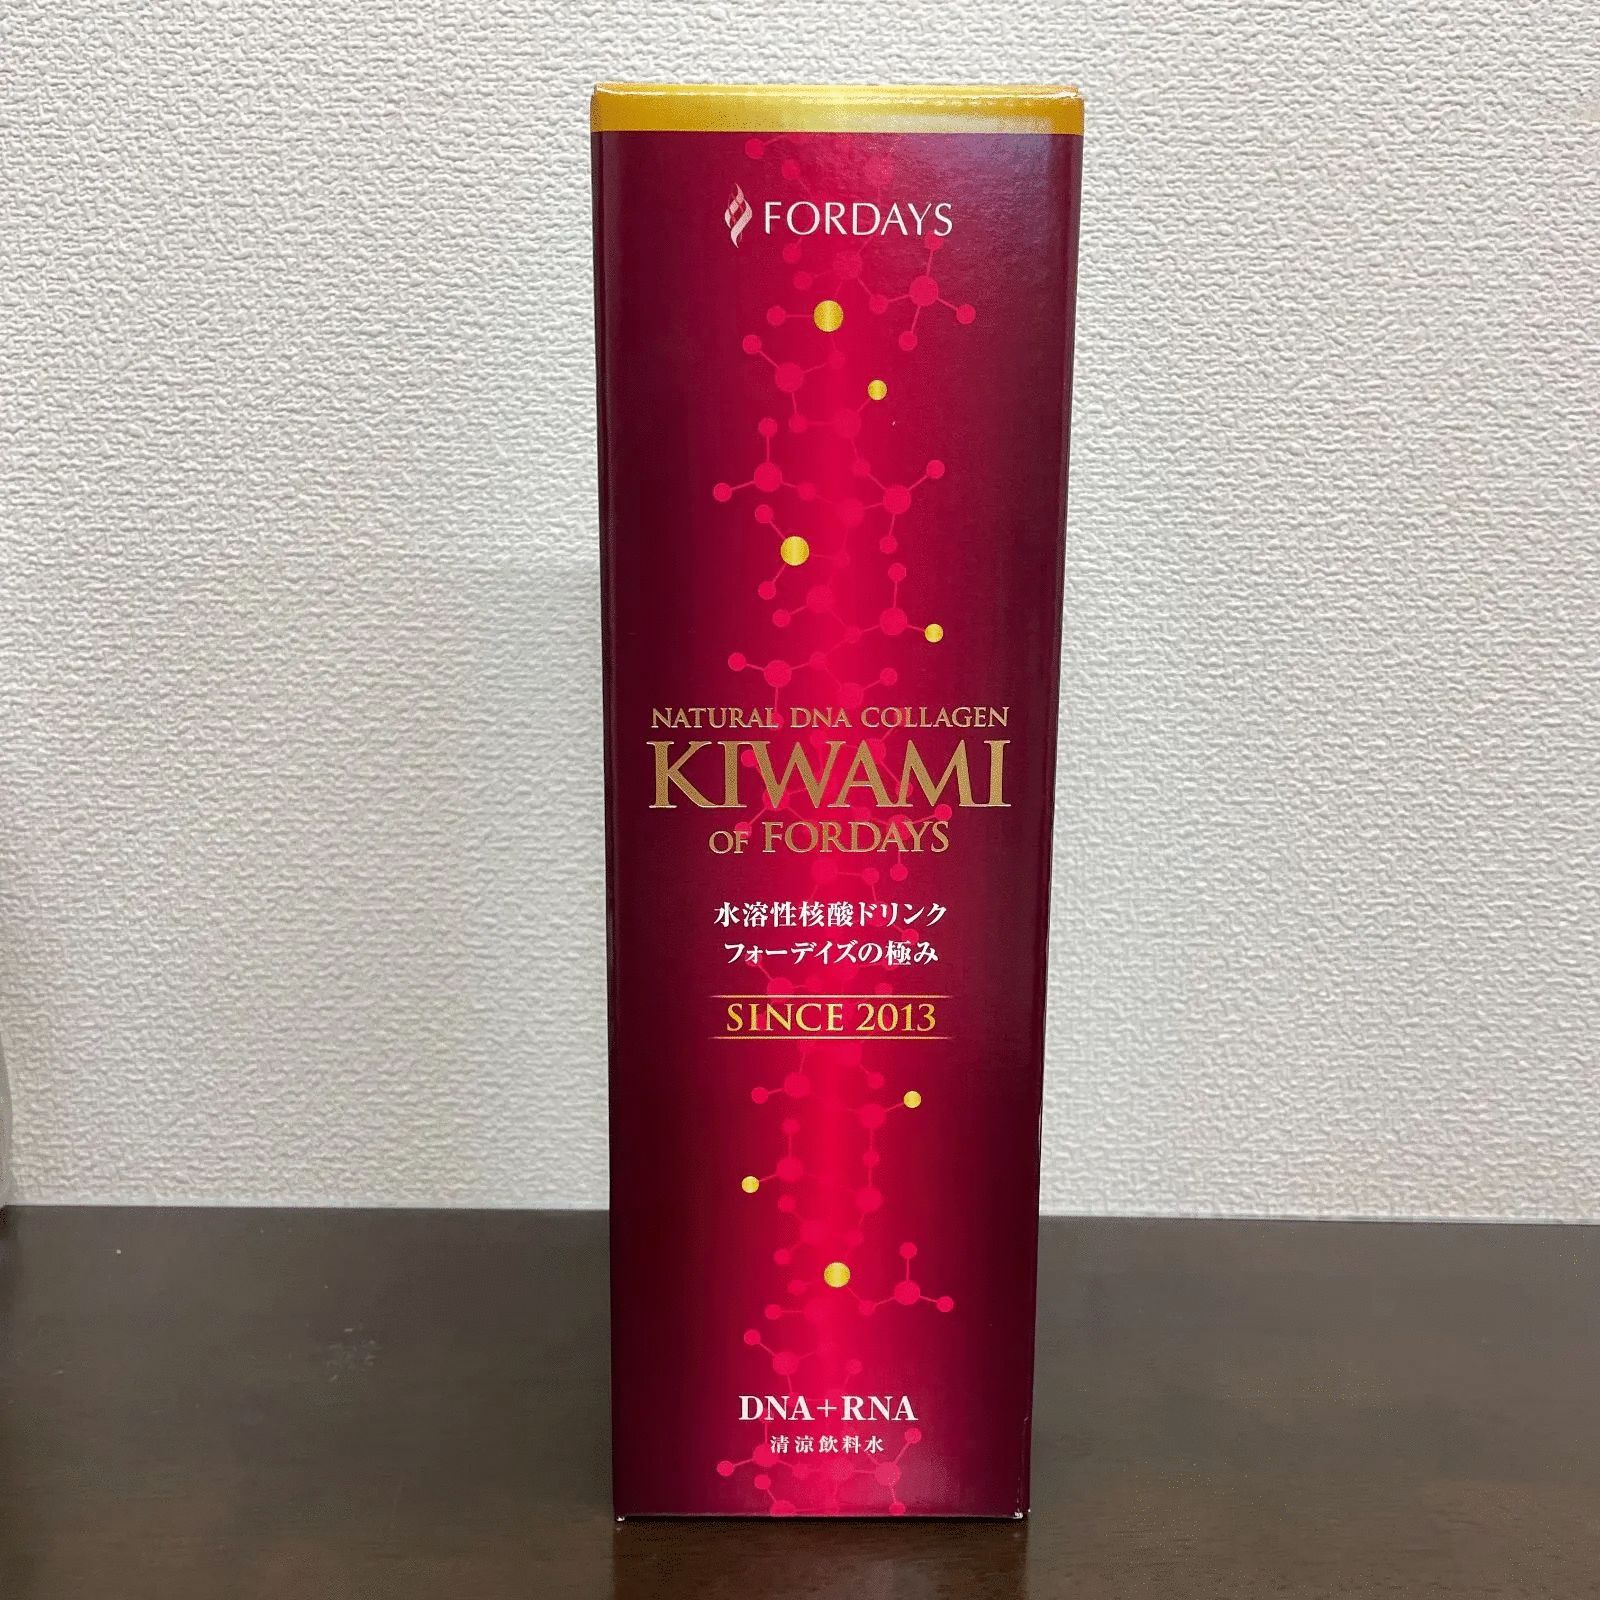 FORDAYS
NATURAL DNA COLLAGEN
KIWAMI
OF FORDAYS
水溶性核酸ドリンク
フォーデイズの極み
SINCE 2013
DNA+RNA
清涼飲料水